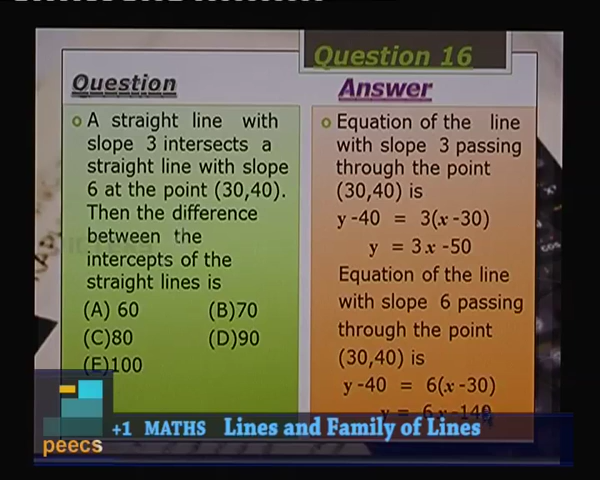 Question 16
Question
A straight line with
slope 3 intersects a
straight line with slope
6 at the point (30,40).
Then the difference
between the
intercepts of the
straight lines is
(A) 60 (B)70
(C)80 (D)90
(E)100
Answer
Equation of the line
with slope 3 passing
through the point
(30,40) is
y -40 = 3(x -30)
y = 3x -50
Equation of the line
with slope 6 passing
through the point
(30,40) is
y -40 = 6(x -30)
y = 6x -140
+1 MATHS Lines and Family of Lines
peecs